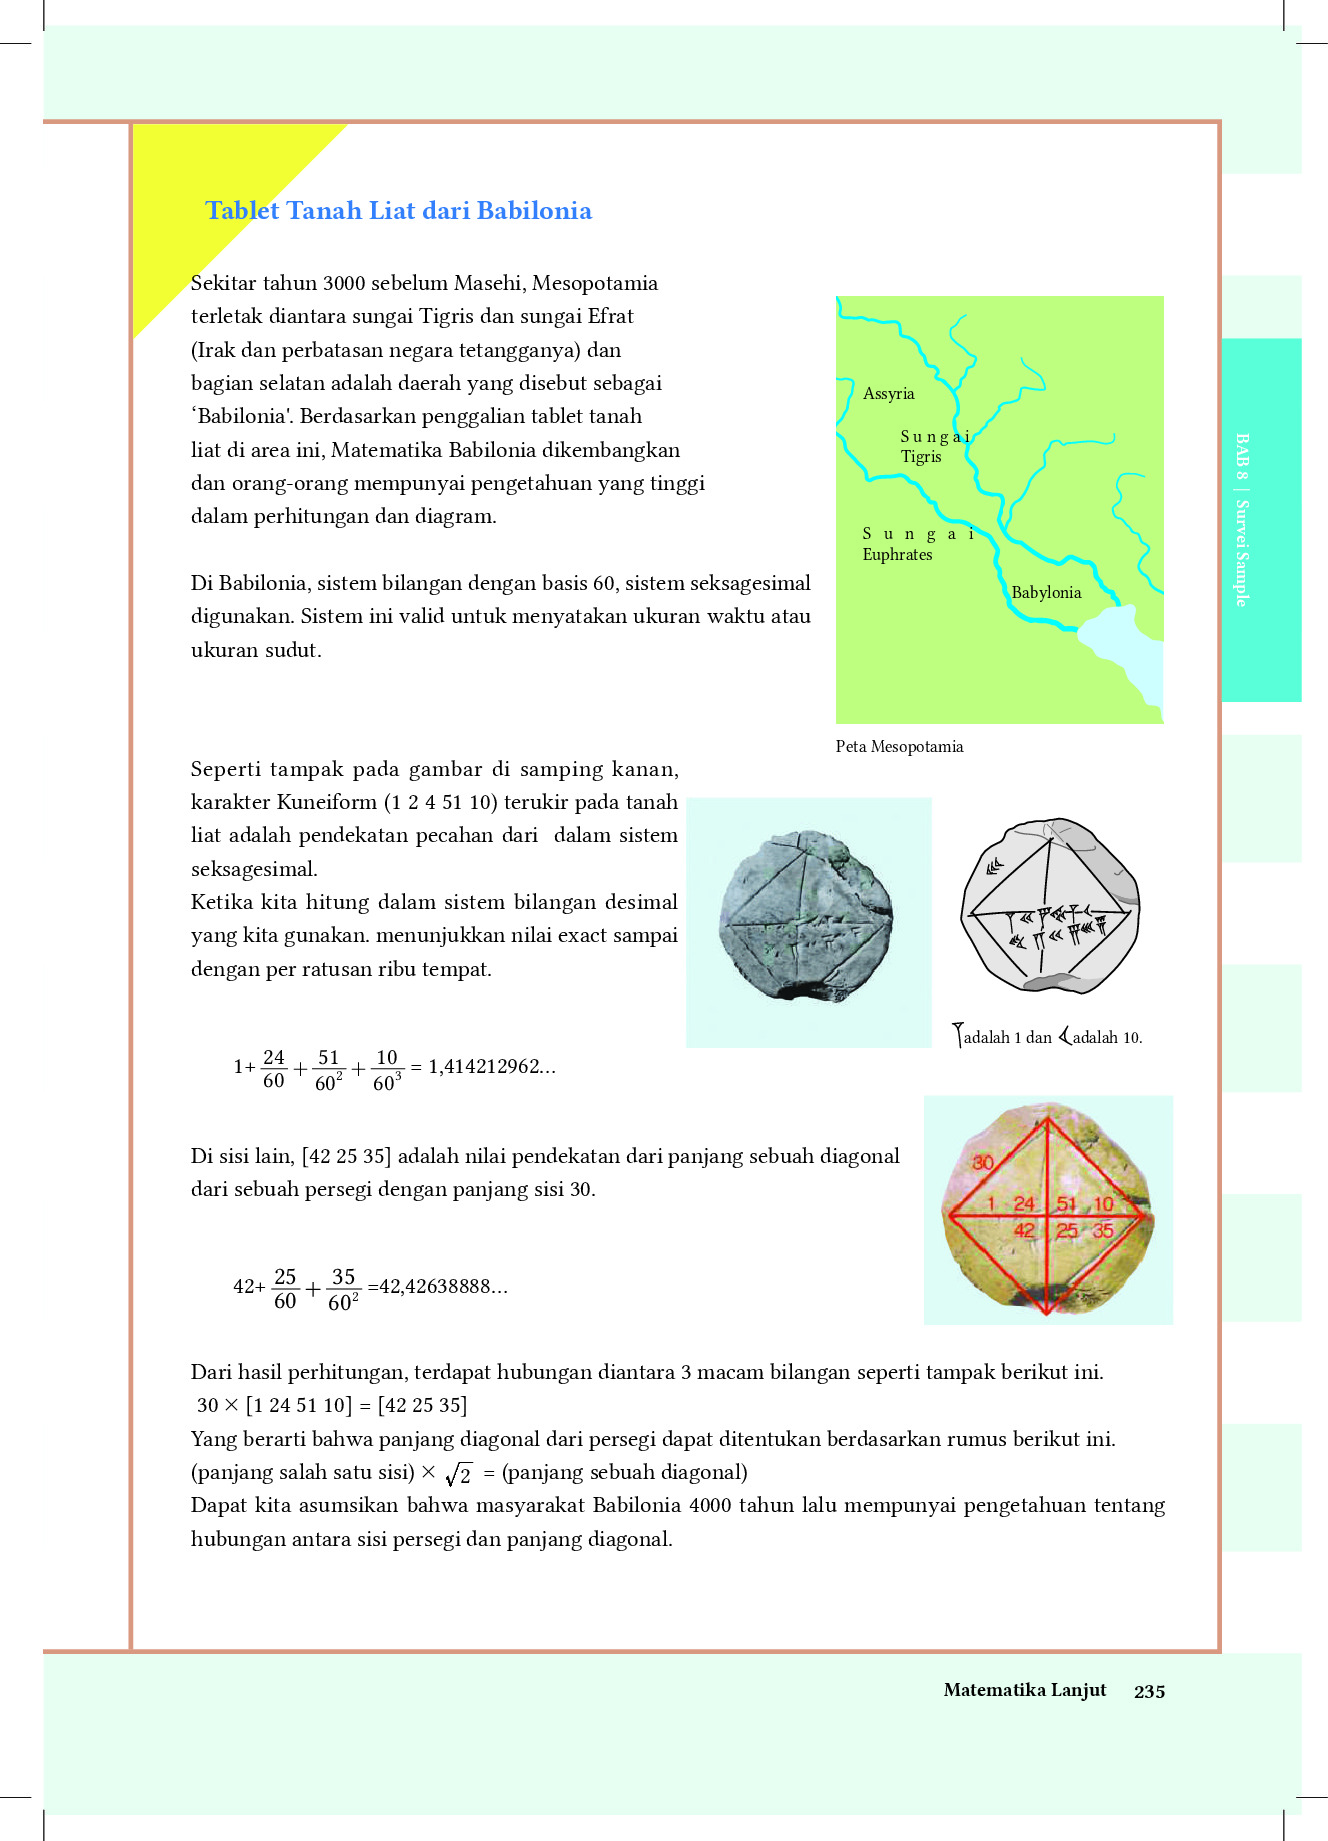 Tablet Tanah Liat dari Babilonia
Sekitar tahun 3000 sebelum Masehi, Mesopotamia
terletak diantara sungai Tigris dan sungai Efrat
(Irak dan perbatasan negara tetangganya) dan
bagian selatan adalah daerah yang disebut sebagai
‘Babilonia'. Berdasarkan penggalian tablet tanah
liat di area ini, Matematika Babilonia dikembangkan
dan orang-orang mempunyai pengetahuan yang tinggi
dalam perhitungan dan diagram.
Di Babilonia, sistem bilangan dengan basis 60, sistem seksagesimal
digunakan. Sistem ini valid untuk menyatakan ukuran waktu atau
ukuran sudut.
Assyria
Sungai
Tigris
Sungai
Euphrates
Babylonia
Peta Mesopotamia
Seperti tampak pada gambar di samping kanan,
karakter Kuneiform (1 2 4 51 10) terukir pada tanah
liat adalah pendekatan pecahan dari dalam sistem
seksagesimal.
Ketika kita hitung dalam sistem bilangan desimal
yang kita gunakan. menunjukkan nilai exact sampai
dengan per ratusan ribu tempat.
adalah 1 dan adalah 10.
1+ 24/60 + 51/60² + 10/60³ = 1,414212962...
Di sisi lain, [42 25 35] adalah nilai pendekatan dari panjang sebuah diagonal
dari sebuah persegi dengan panjang sisi 30.
30
1 24 51 10
42 25 35
42+ 25/60 + 35/60² =42,42638888...
Dari hasil perhitungan, terdapat hubungan diantara 3 macam bilangan seperti tampak berikut ini.
30 × [1 24 51 10] = [42 25 35]
Yang berarti bahwa panjang diagonal dari persegi dapat ditentukan berdasarkan rumus berikut ini.
(panjang salah satu sisi) × √2 = (panjang sebuah diagonal)
Dapat kita asumsikan bahwa masyarakat Babilonia 4000 tahun lalu mempunyai pengetahuan tentang
hubungan antara sisi persegi dan panjang diagonal.
BAB 8 | Survei Sample
Matematika Lanjut 235